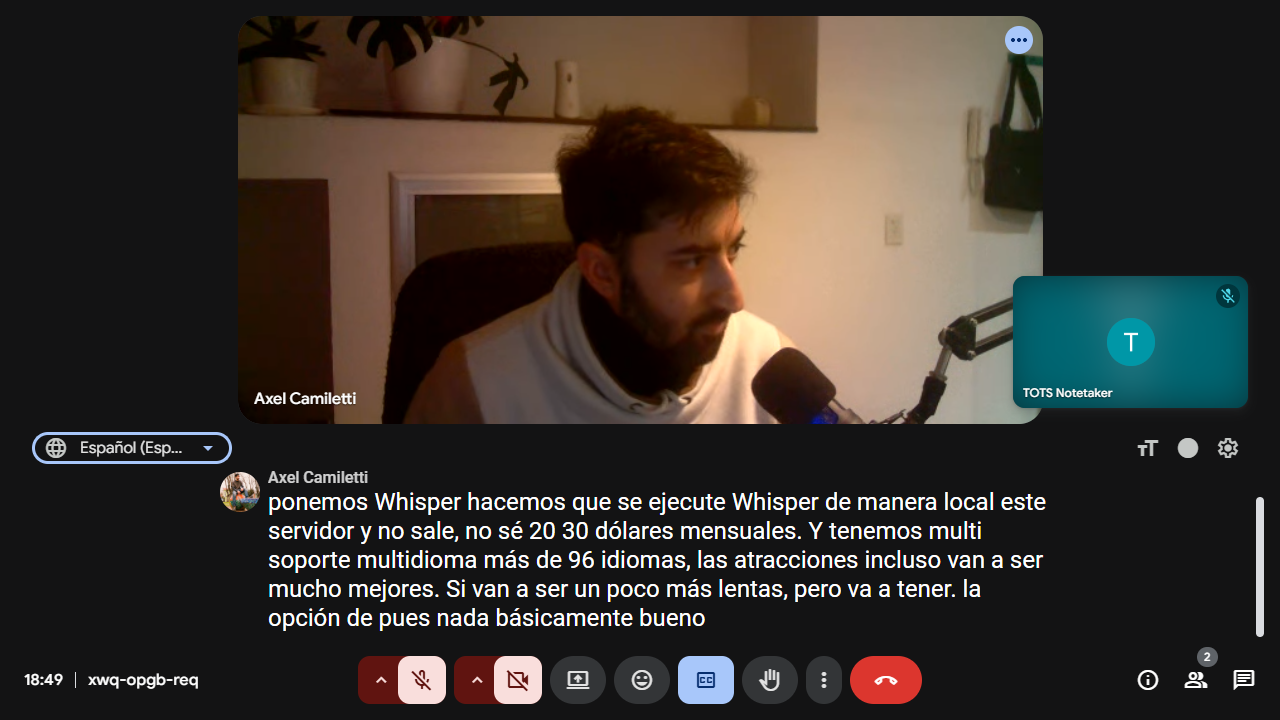 Axel Camiletti
T
TOTS Notetaker
Español (Esp...
Axel Camiletti
ponemos Whisper hacemos que se ejecute Whisper de manera local este
servidor y no sale, no sé 20 30 dólares mensuales. Y tenemos multi
soporte multidioma más de 96 idiomas, las atracciones incluso van a ser
mucho mejores. Si van a ser un poco más lentas, pero va a tener. la
opción de pues nada básicamente bueno
18:49 | xwq-opgb-req
CC
2